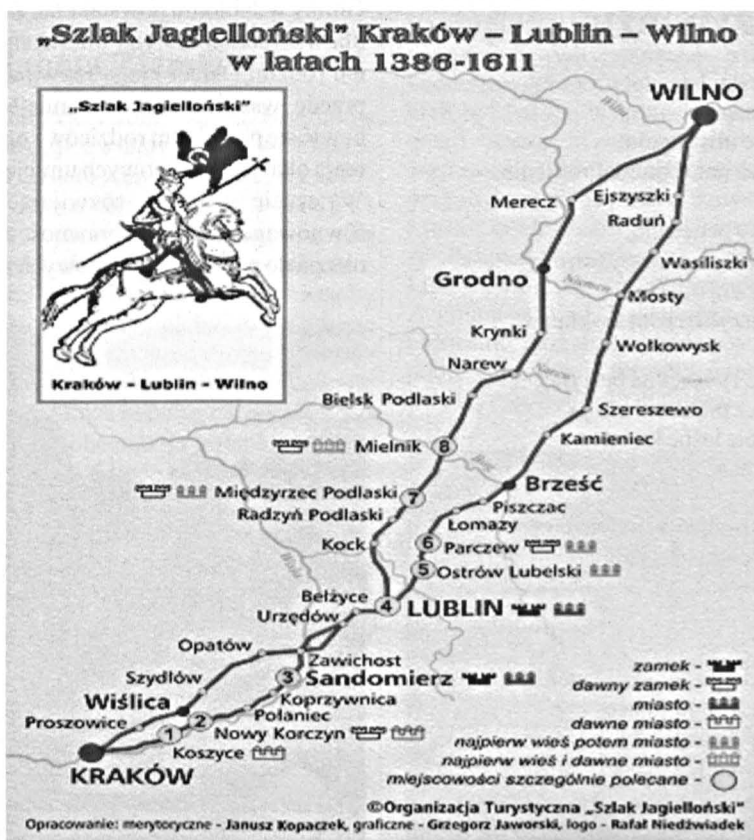 „Szlak Jagielloński” Kraków – Lublin – Wilno
w latach 1386-1611
„Szlak Jagielloński”
Kraków – Lublin – Wilno
WILNO
Merecz
Ejszyszki
Raduń
Wasiliszki
Grodno
Mosty
Krynki
Wołkowysk
Narew
Narew
Bielsk Podlaski
Szereszewo
Kamieniec
8 Mielnik
Bug
Brześć
7 Międzyrzec Podlaski
Piszczac
Radzyń Podlaski
Łomazy
Kock
6 Parczew
5 Ostrów Lubelski
Wisła
Bełżyce
4 LUBLIN
Urzędów
Opatów
Zawichost
Szydłów
3 Sandomierz
Wiślica
Koprzywnica
Proszowice
Połaniec
2 Nowy Korczyn
1 Koszyce
KRAKÓW
zamek -
dawny zamek -
miasto -
dawne miasto -
najpierw wieś potem miasto -
najpierw wieś i dawne miasto -
miejscowości szczególnie polecane -
©Organizacja Turystyczna „Szlak Jagielloński”
Opracowanie: merytoryczne - Janusz Kopaczek, graficzne - Grzegorz Jaworski, logo - Rafał Niedźwiadek